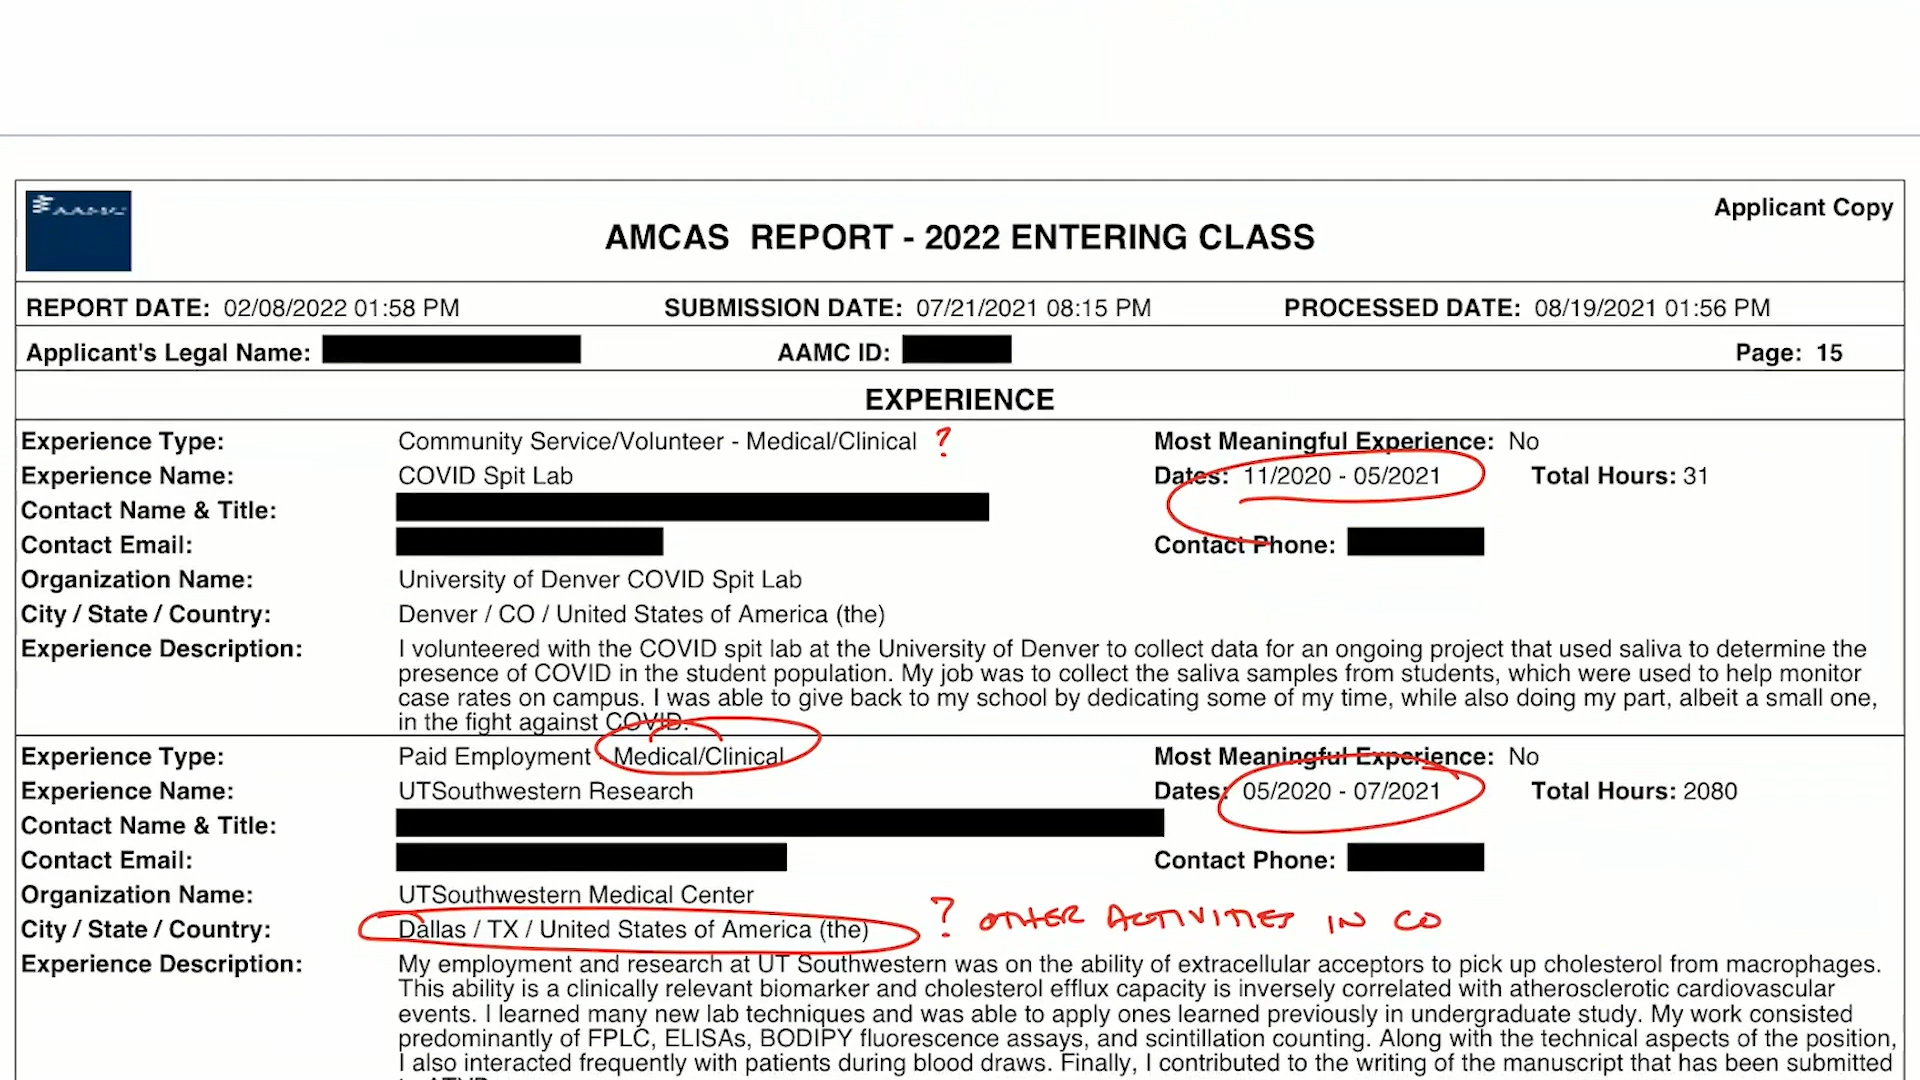 AAMC
Applicant Copy
AMCAS REPORT - 2022 ENTERING CLASS
REPORT DATE: 02/08/2022 01:58 PM SUBMISSION DATE: 07/21/2021 08:15 PM PROCESSED DATE: 08/19/2021 01:56 PM
Applicant's Legal Name: AAMC ID: Page: 15
EXPERIENCE
Experience Type: Community Service/Volunteer - Medical/Clinical ? Most Meaningful Experience: No
Experience Name: COVID Spit Lab Dates: 11/2020 - 05/2021 Total Hours: 31
Contact Name & Title:
Contact Email: Contact Phone:
Organization Name: University of Denver COVID Spit Lab
City / State / Country: Denver / CO / United States of America (the)
Experience Description: I volunteered with the COVID spit lab at the University of Denver to collect data for an ongoing project that used saliva to determine the
presence of COVID in the student population. My job was to collect the saliva samples from students, which were used to help monitor
case rates on campus. I was able to give back to my school by dedicating some of my time, while also doing my part, albeit a small one,
in the fight against COVID.
Experience Type: Paid Employment - Medical/Clinical Most Meaningful Experience: No
Experience Name: UTSouthwestern Research Dates: 05/2020 - 07/2021 Total Hours: 2080
Contact Name & Title:
Contact Email: Contact Phone:
Organization Name: UTSouthwestern Medical Center
City / State / Country: Dallas / TX / United States of America (the) ? OTHER ACTIVITIES IN CO
Experience Description: My employment and research at UT Southwestern was on the ability of extracellular acceptors to pick up cholesterol from macrophages.
This ability is a clinically relevant biomarker and cholesterol efflux capacity is inversely correlated with atherosclerotic cardiovascular
events. I learned many new lab techniques and was able to apply ones learned previously in undergraduate study. My work consisted
predominantly of FPLC, ELISAs, BODIPY fluorescence assays, and scintillation counting. Along with the technical aspects of the position,
I also interacted frequently with patients during blood draws. Finally, I contributed to the writing of the manuscript that has been submitted